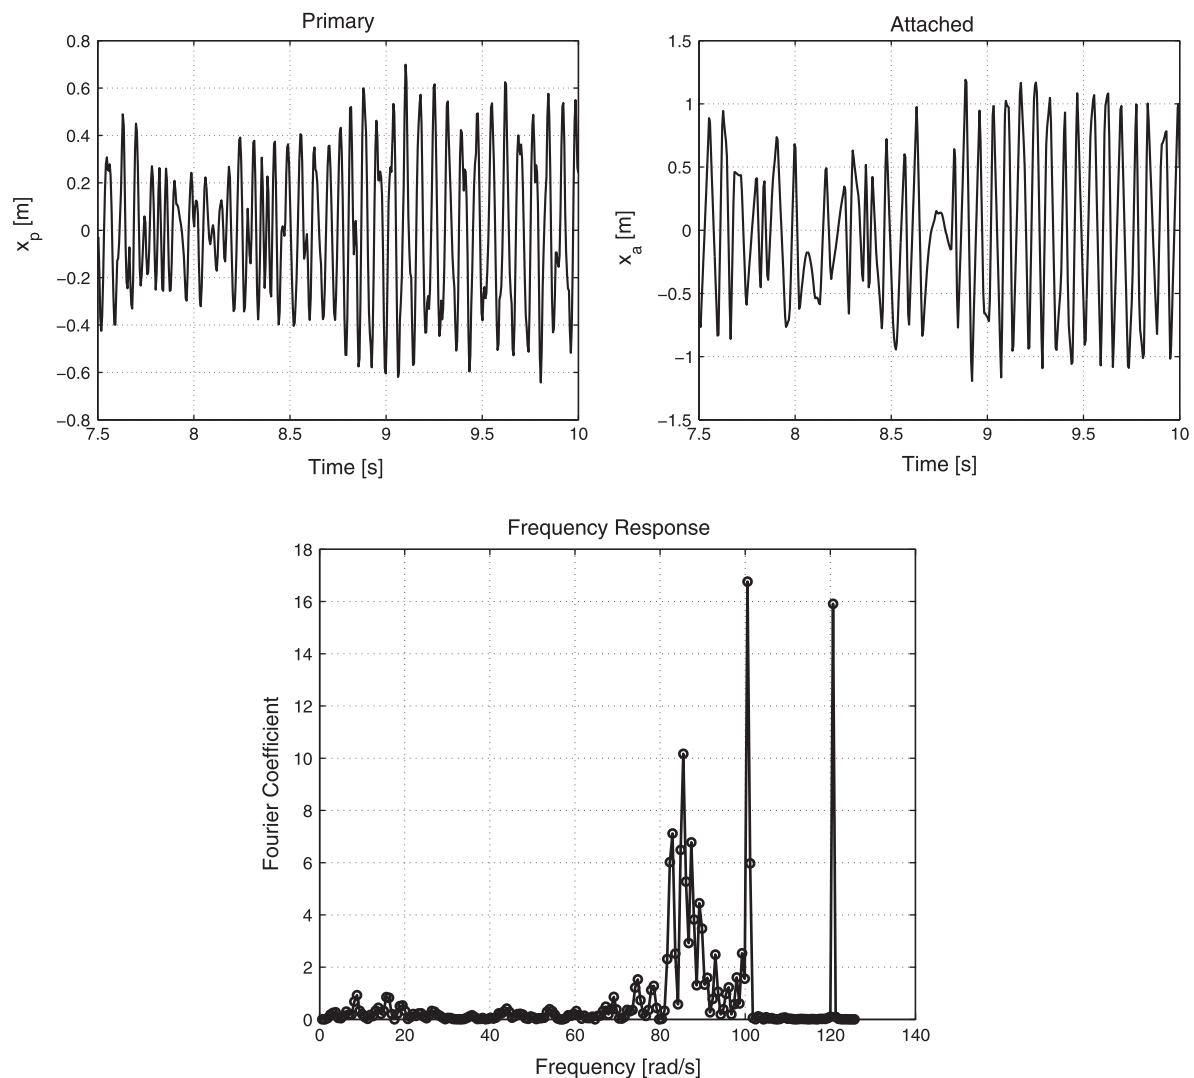 Primary
0.8
0.6
0.4
0.2
0
−0.2
−0.4
−0.6
−0.8
7.5 8 8.5 9 9.5 10
x_p [m]
Time [s]
Attached
1.5
1
0.5
0
−0.5
−1
−1.5
7.5 8 8.5 9 9.5 10
x_a [m]
Time [s]
Frequency Response
18
16
14
12
10
8
6
4
2
0
0 20 40 60 80 100 120 140
Fourier Coefficient
Frequency [rad/s]